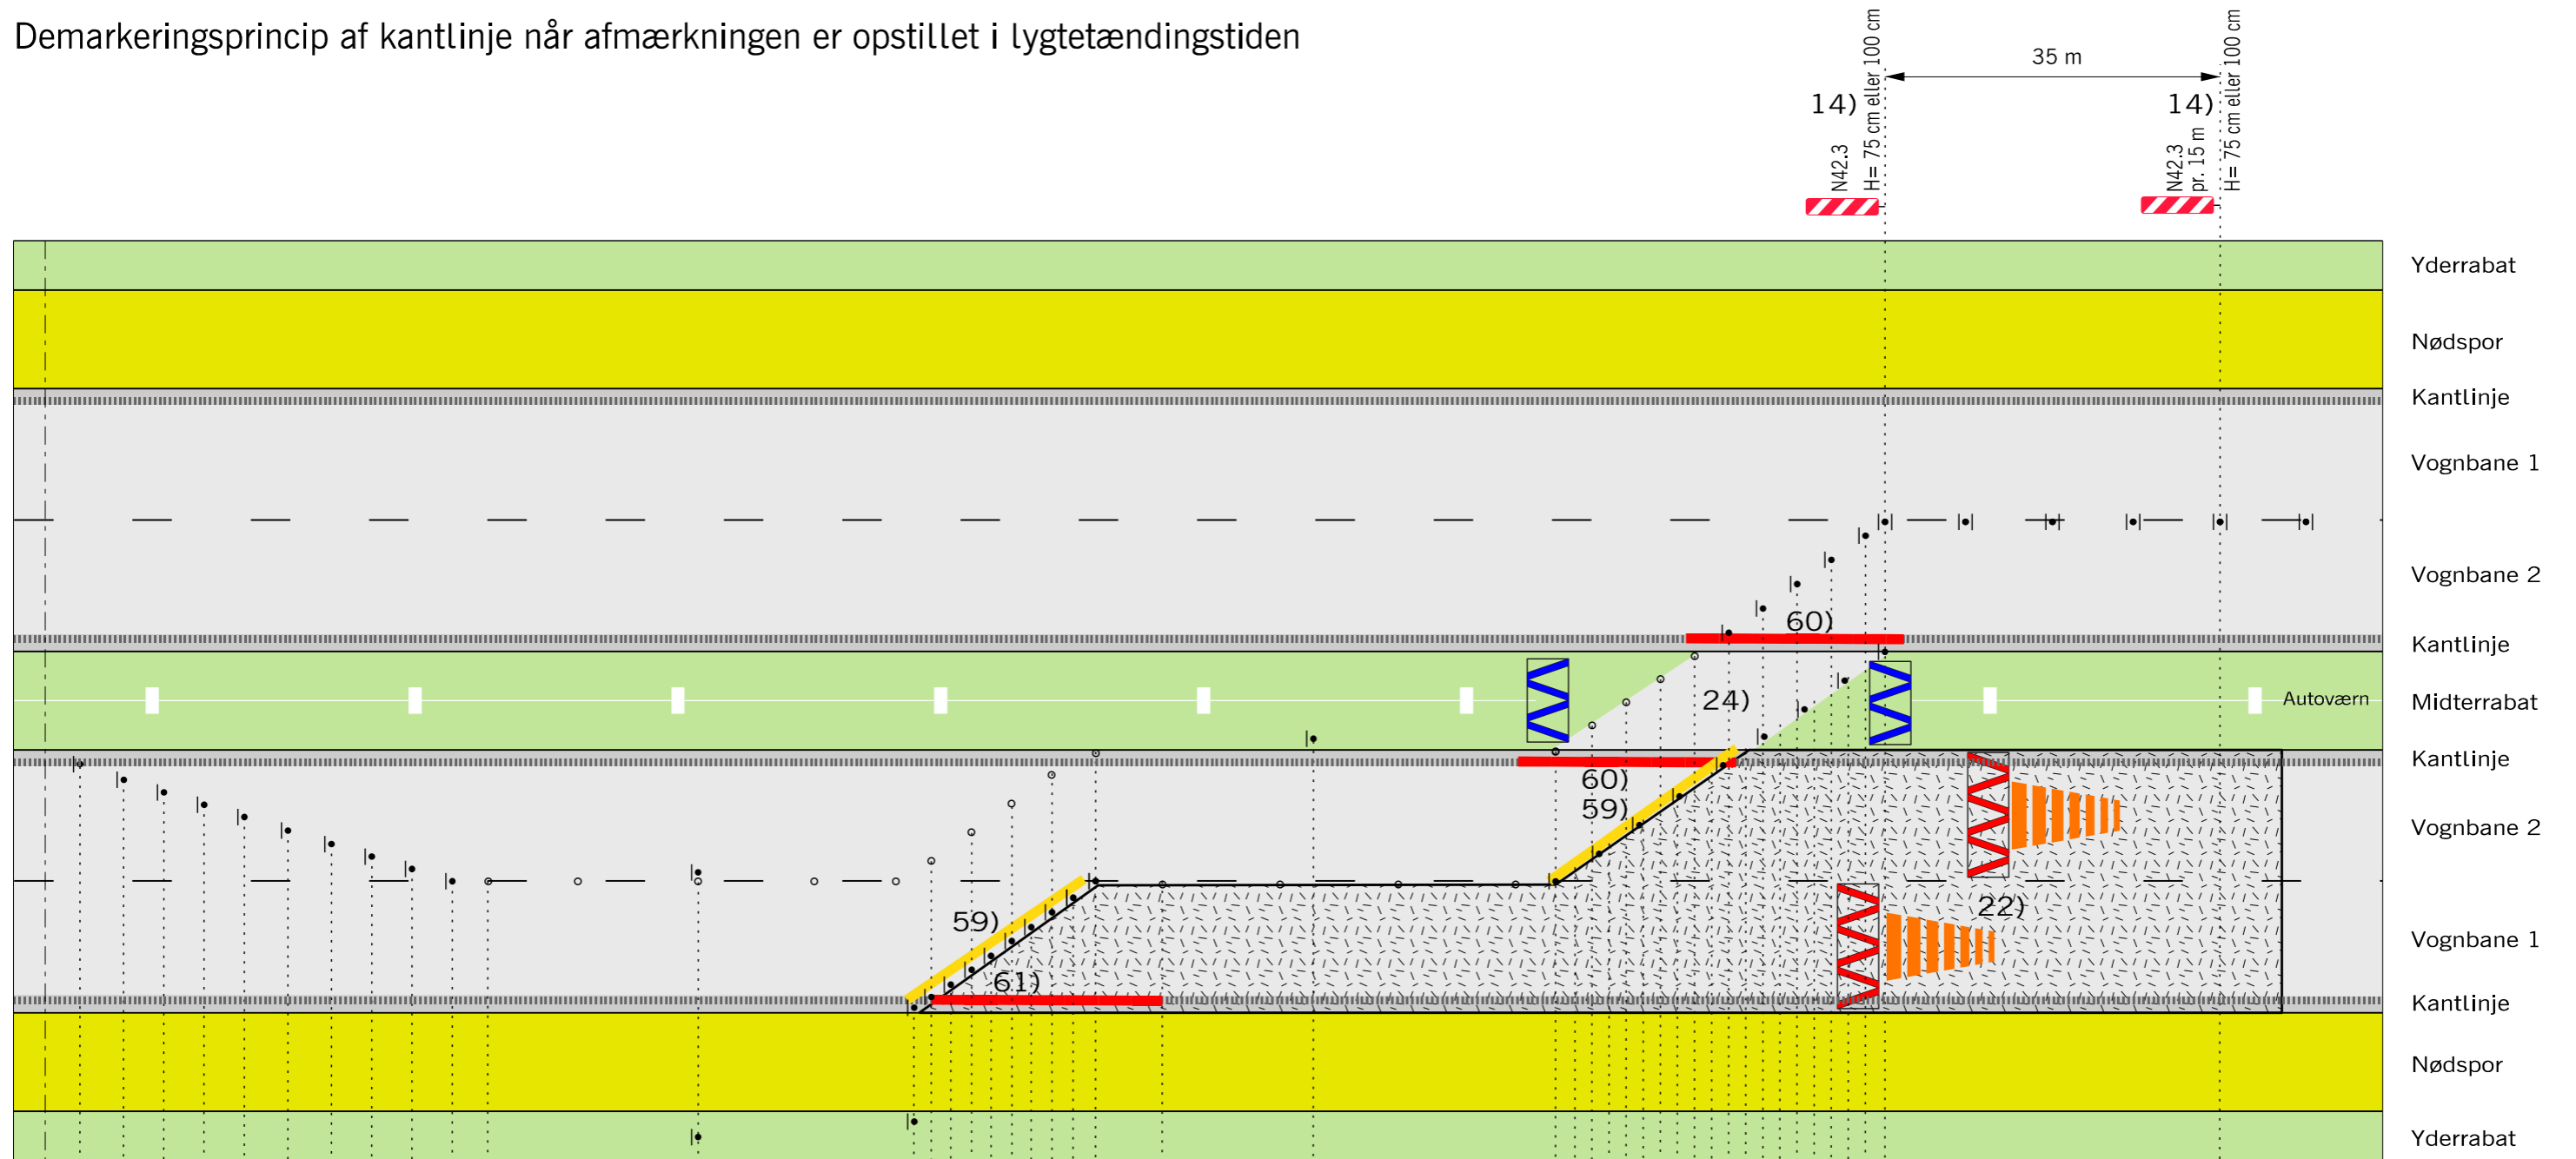 Demarkeringsprincip af kantlinje når afmærkningen er opstillet i lygtetændingstiden
35 m
14)
N42.3
H= 75 cm eller 100 cm
14)
N42.3
pr. 15 m
H= 75 cm eller 100 cm
Yderrabat
Nødspor
Kantlinje
Vognbane 1
Vognbane 2
60)
Kantlinje
24)
Autoværn
Midterrabat
Kantlinje
60)
59)
Vognbane 2
22)
59)
Vognbane 1
61)
Kantlinje
Nødspor
Yderrabat